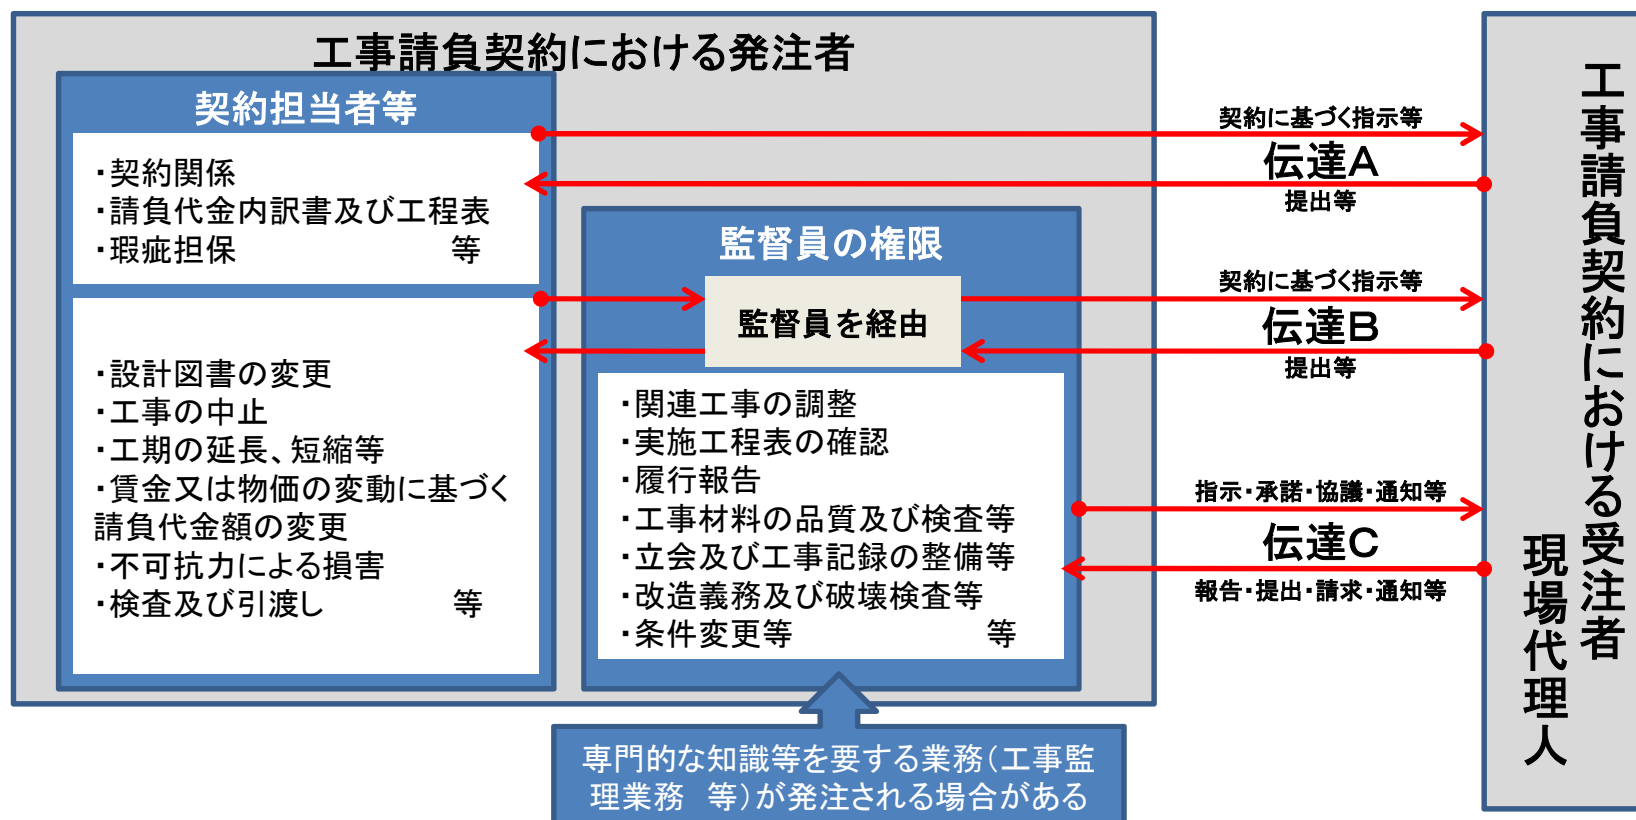 工事請負契約における発注者
契約担当者等
・契約関係
・請負代金内訳書及び工程表
・瑕疵担保　等
・設計図書の変更
・工事の中止
・工期の延長、短縮等
・賃金又は物価の変動に基づく
請負代金額の変更
・不可抗力による損害
・検査及び引渡し　等
監督員の権限
監督員を経由
・関連工事の調整
・実施工程表の確認
・履行報告
・工事材料の品質及び検査等
・立会及び工事記録の整備等
・改造義務及び破壊検査等
・条件変更等　等
専門的な知識等を要する業務（工事監
理業務　等）が発注される場合がある
契約に基づく指示等
伝達A
提出等
契約に基づく指示等
伝達B
提出等
指示・承諾・協議・通知等
伝達C
報告・提出・請求・通知等
工事請負契約における受注者
現場代理人